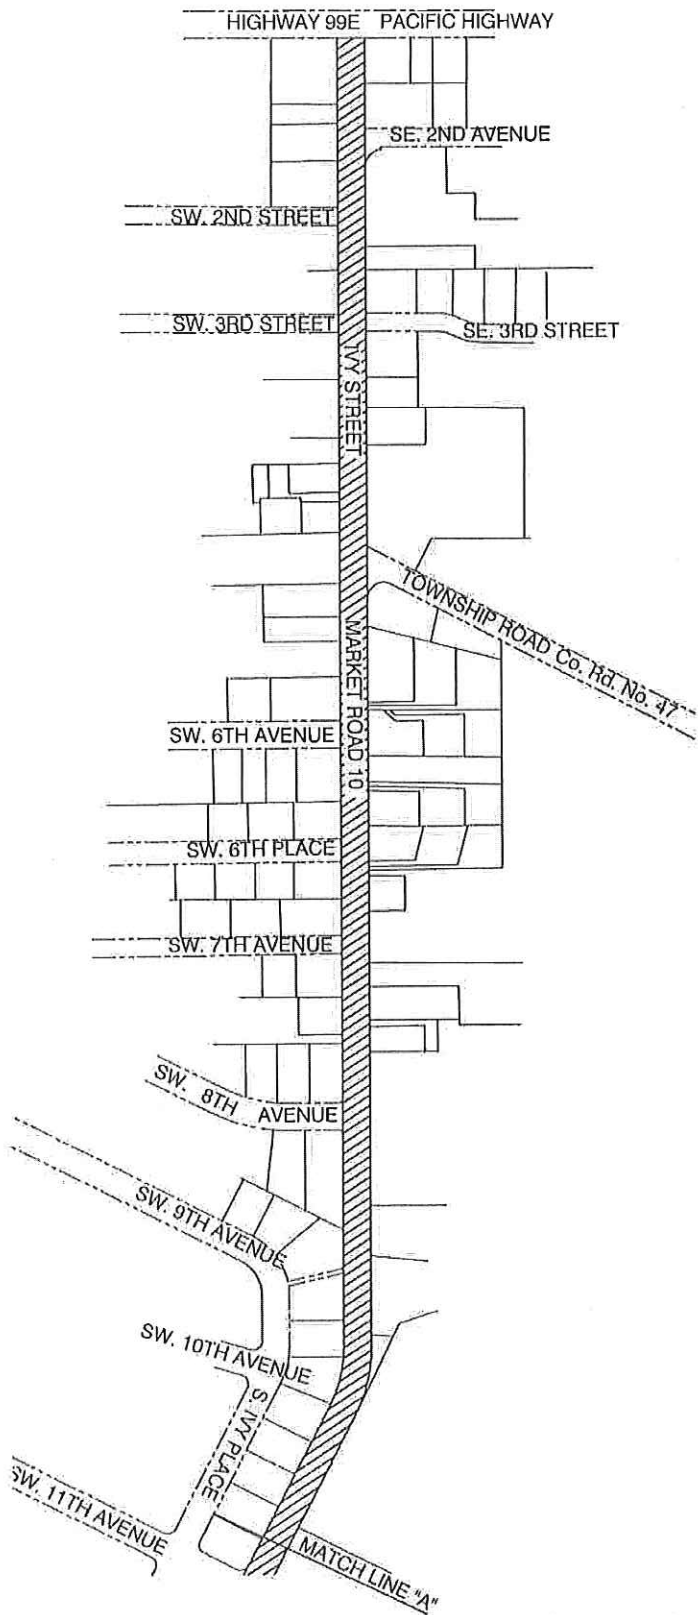 HIGHWAY 99E PACIFIC HIGHWAY
SE. 2ND AVENUE
SW. 2ND STREET
SW. 3RD STREET
SE. 3RD STREET
IVY STREET
TOWNSHIP ROAD Co. Rd. No. 47
MARKET ROAD 10
SW. 6TH AVENUE
SW. 6TH PLACE
SW. 7TH AVENUE
SW. 8TH AVENUE
SW. 9TH AVENUE
SW. 10TH AVENUE
S. IVY PLACE
SW. 11TH AVENUE
MATCH LINE "A"